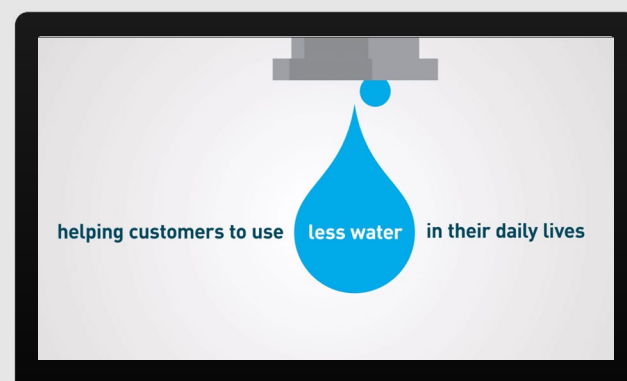 helping customers to use less water in their daily lives